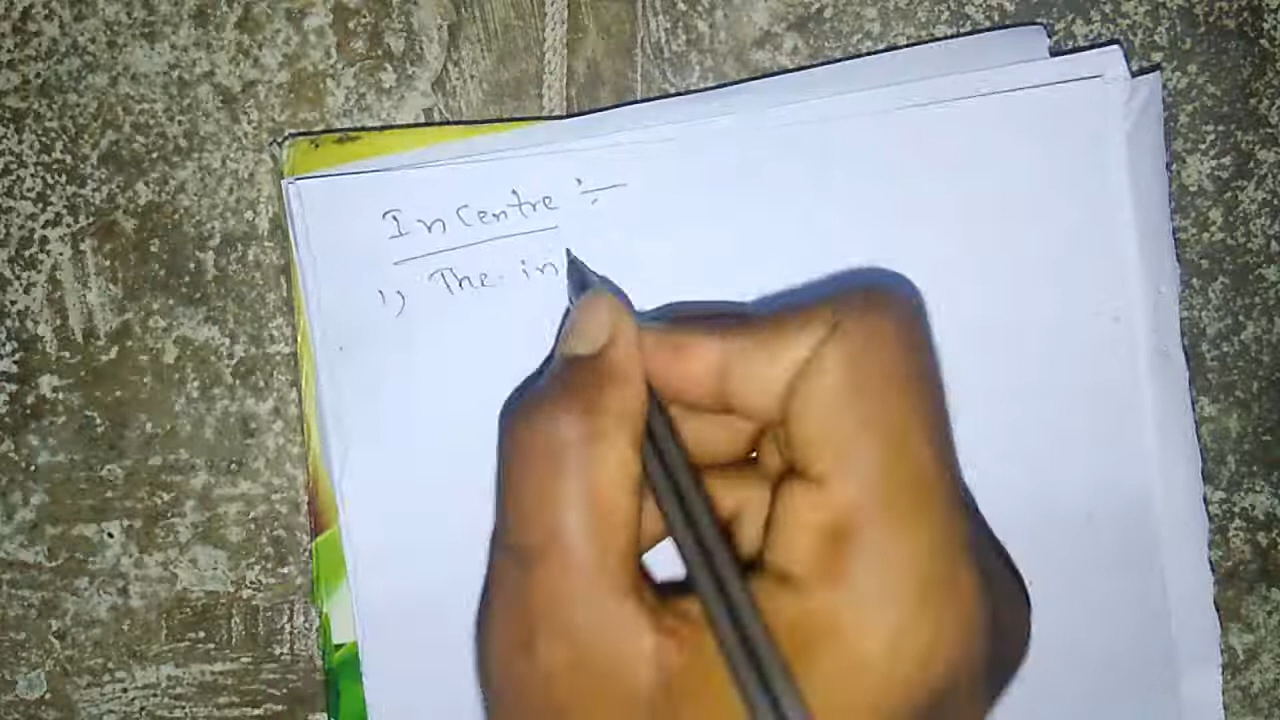 Incentre :-
1) The in